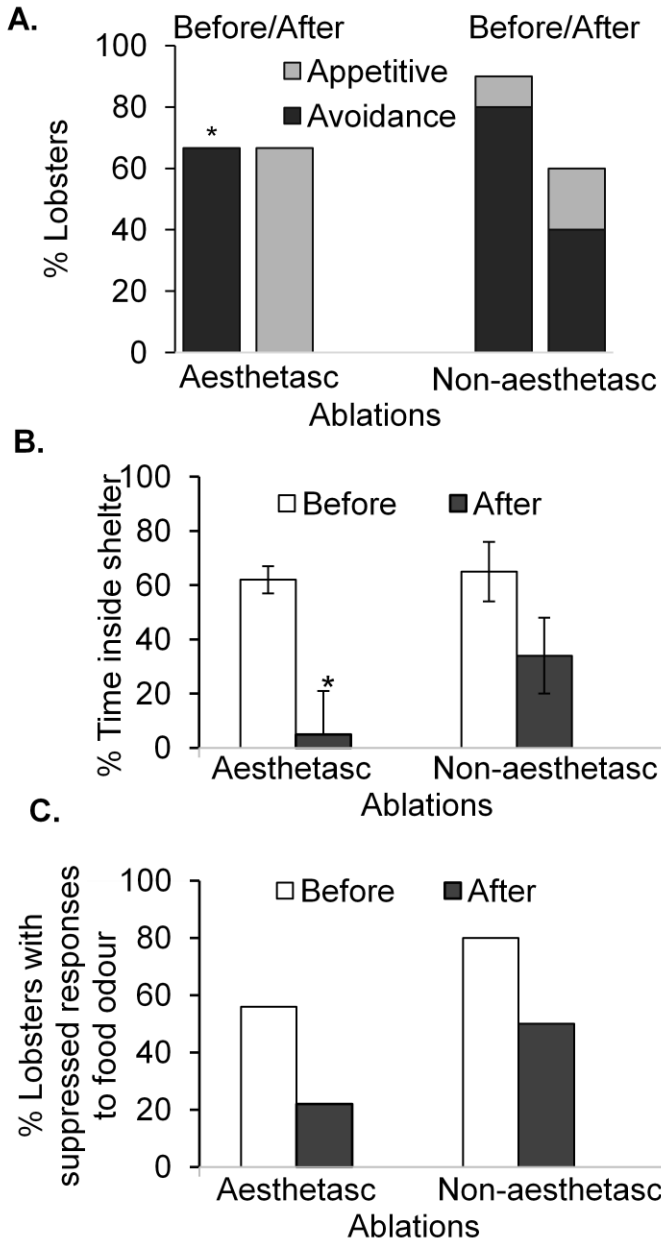 A.
Before/After Before/After
100
80
60
40
20
0
% Lobsters
Appetitive
Avoidance
*
Aesthetasc Non-aesthetasc
Ablations
B.
100
80
60
40
20
0
% Time inside shelter
Before After
*
Aesthetasc Non-aesthetasc
Ablations
C.
100
80
60
40
20
0
% Lobsters with
suppressed responses
to food odour
Before After
Aesthetasc Non-aesthetasc
Ablations